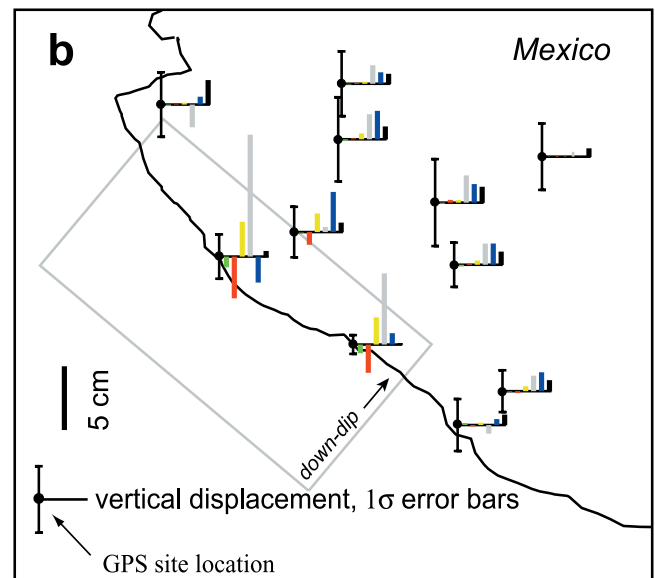 b
Mexico
5 cm
down-dip
vertical displacement, 1σ error bars
GPS site location